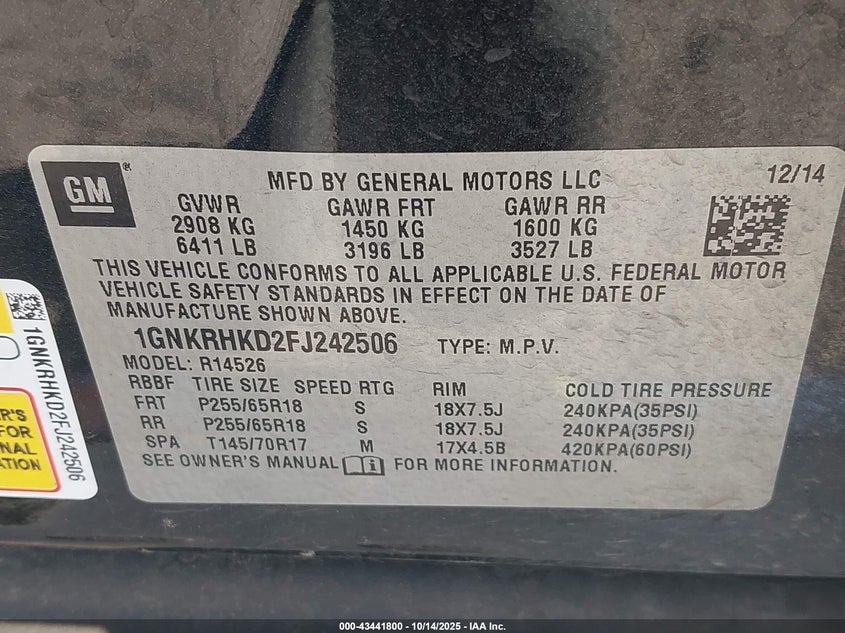 GM
MFD BY GENERAL MOTORS LLC 12/14
GVWR GAWR FRT GAWR RR
2908 KG 1450 KG 1600 KG
6411 LB 3196 LB 3527 LB
THIS VEHICLE CONFORMS TO ALL APPLICABLE U.S. FEDERAL MOTOR
VEHICLE SAFETY STANDARDS IN EFFECT ON THE DATE OF
MANUFACTURE SHOWN ABOVE.
1GNKRHKD2FJ242506 TYPE: M.P.V.
MODEL: R14526
RBBF TIRE SIZE SPEED RTG RIM COLD TIRE PRESSURE
FRT P255/65R18 S 18X7.5J 240KPA(35PSI)
RR P255/65R18 S 18X7.5J 240KPA(35PSI)
SPA T145/70R17 M 17X4.5B 420KPA(60PSI)
SEE OWNER'S MANUAL FOR MORE INFORMATION.
1GNKRHKD2FJ242506
FOR
000-43441800 | 10/14/2025 - IAA Inc.